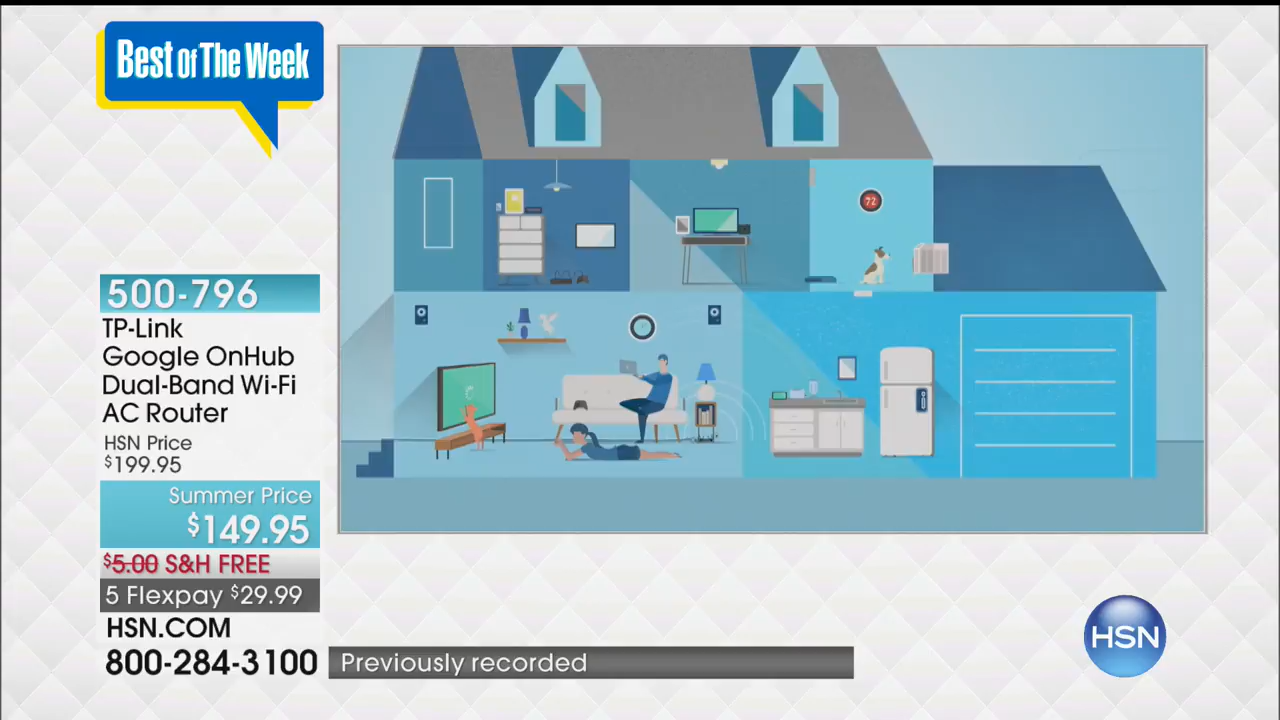 Best of The Week
500-796
TP-Link
Google OnHub
Dual-Band Wi-Fi
AC Router
HSN Price
$199.95
Summer Price
$149.95
$5.00 S&H FREE
5 Flexpay $29.99
HSN.COM
800-284-3100
Previously recorded
72
HSN